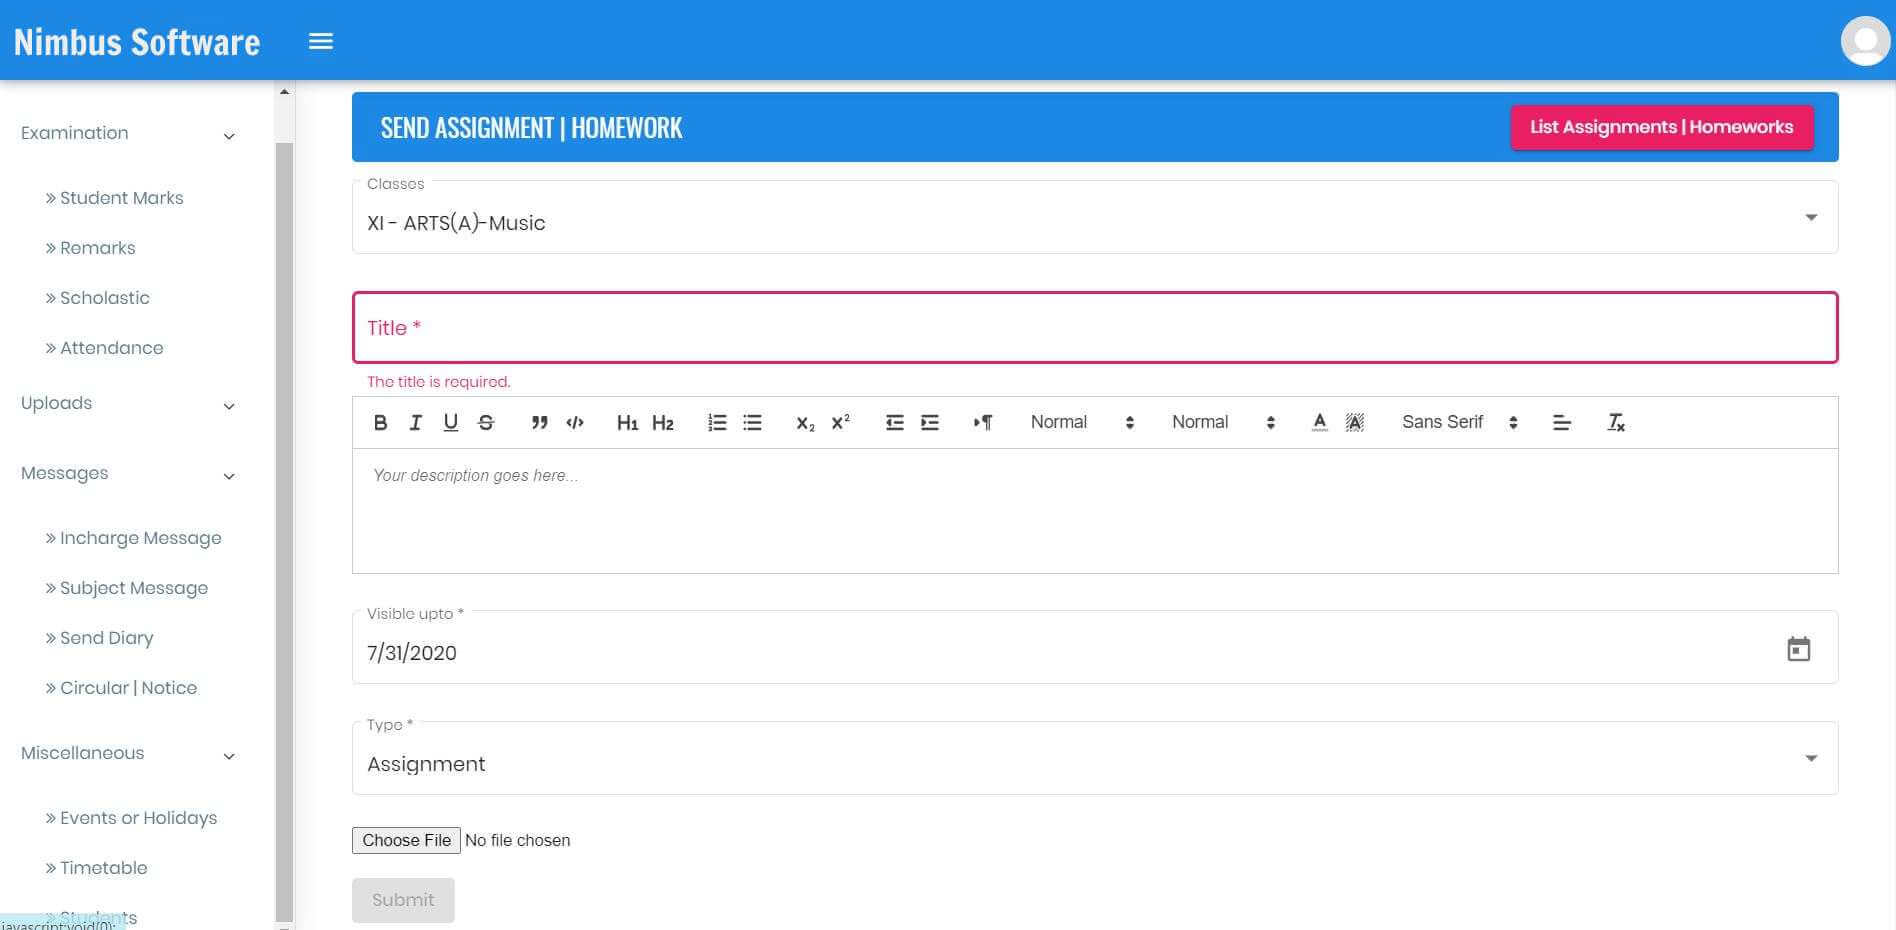 Nimbus Software
Examination
» Student Marks
» Remarks
» Scholastic
» Attendance
Uploads
Messages
» Incharge Message
» Subject Message
» Send Diary
» Circular | Notice
Miscellaneous
» Events or Holidays
» Timetable
» Students
javascript:void(0);
SEND ASSIGNMENT | HOMEWORK
List Assignments | Homeworks
Classes
XI - ARTS(A)-Music
Title *
The title is required.
B I U S ” </> H1 H2 X2 X2 Normal Normal A A Sans Serif Tx
Your description goes here...
Visible upto *
7/31/2020
Type *
Assignment
Choose File No file chosen
Submit